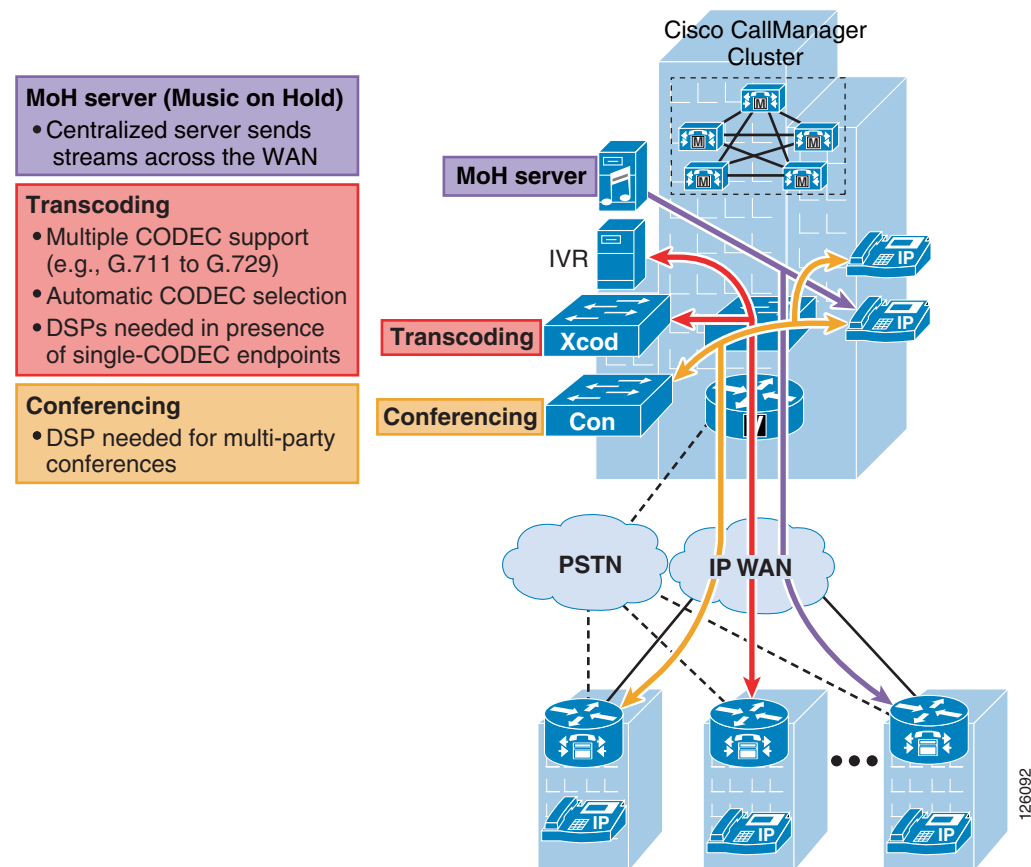 Cisco CallManager
Cluster
M
M
M
M
M
MoH server (Music on Hold)
• Centralized server sends
streams across the WAN
MoH server
Transcoding
• Multiple CODEC support
(e.g., G.711 to G.729)
• Automatic CODEC selection
• DSPs needed in presence
of single-CODEC endpoints
IVR
IP
IP
Transcoding
Xcod
Conferencing
• DSP needed for multi-party
conferences
Conferencing
Con
PSTN
IP WAN
IP
IP
IP
126092